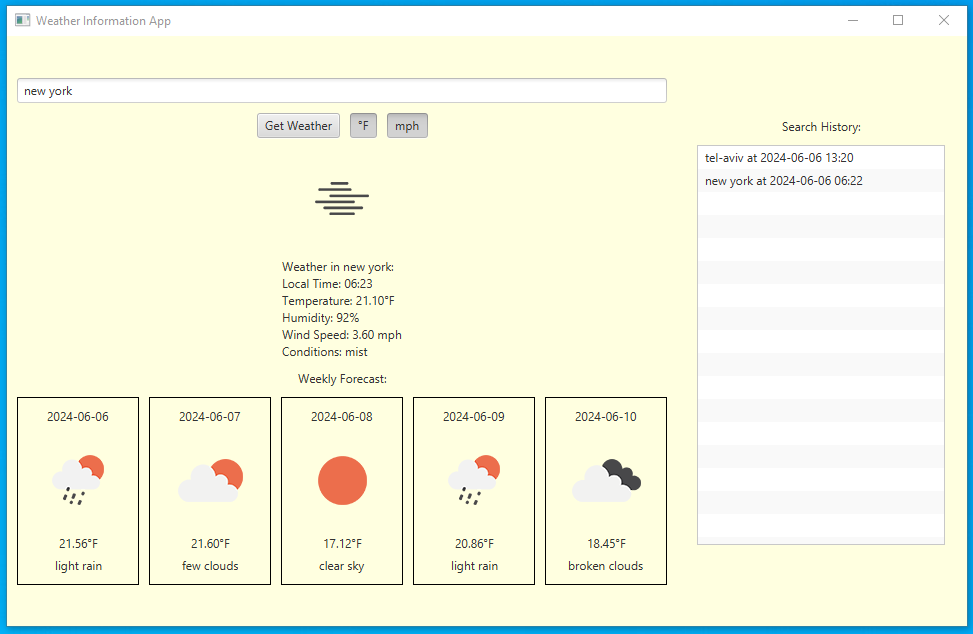 Weather Information App
new york
Get Weather
°F
mph
Search History:
tel-aviv at 2024-06-06 13:20
new york at 2024-06-06 06:22
Weather in new york:
Local Time: 06:23
Temperature: 21.10°F
Humidity: 92%
Wind Speed: 3.60 mph
Conditions: mist
Weekly Forecast:
2024-06-06
21.56°F
light rain
2024-06-07
21.60°F
few clouds
2024-06-08
17.12°F
clear sky
2024-06-09
20.86°F
light rain
2024-06-10
18.45°F
broken clouds